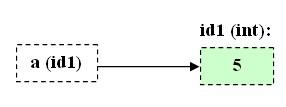 id1 (int):
a (id1)
5